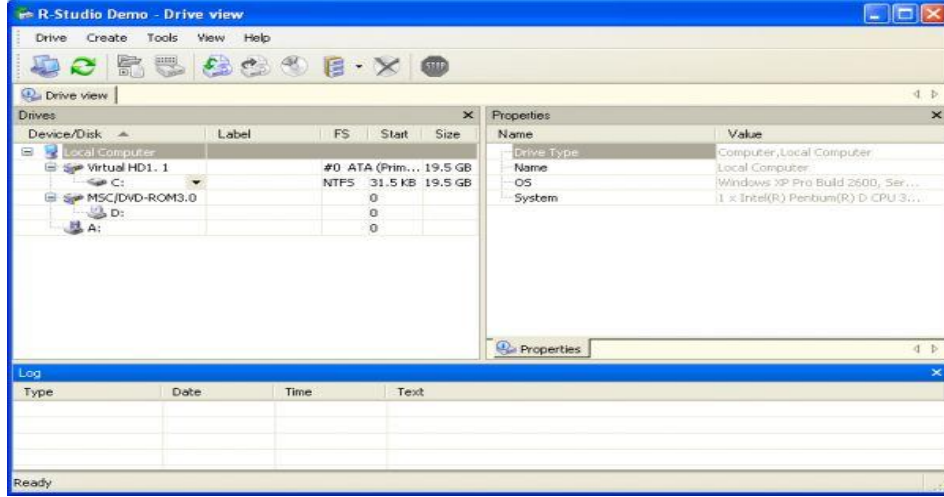 R-Studio Demo - Drive view
Drive Create Tools View Help
STOP
Drive view
Drives
Device/Disk Label FS Start Size
Local Computer
Virtual HD1. 1 #0 ATA (Prim... 19.5 GB
C: NTFS 31.5 KB 19.5 GB
MSC/DVD-ROM3.0 0
D: 0
A: 0
Properties
Name Value
Drive Type Computer,Local Computer
Name Local Computer
OS Windows XP Pro Build 2600, Ser...
System 1 x Intel(R) Pentium(R) D CPU 3...
Properties
Log
Type Date Time Text
Ready